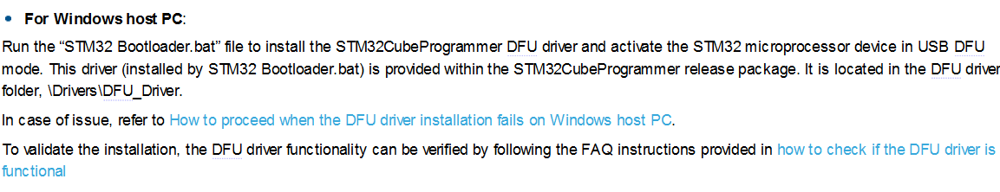 • For Windows host PC:
Run the “STM32 Bootloader.bat” file to install the STM32CubeProgrammer DFU driver and activate the STM32 microprocessor device in USB DFU
mode. This driver (installed by STM32 Bootloader.bat) is provided within the STM32CubeProgrammer release package. It is located in the DFU driver
folder, \Drivers\DFU_Driver.
In case of issue, refer to How to proceed when the DFU driver installation fails on Windows host PC.
To validate the installation, the DFU driver functionality can be verified by following the FAQ instructions provided in how to check if the DFU driver is
functional